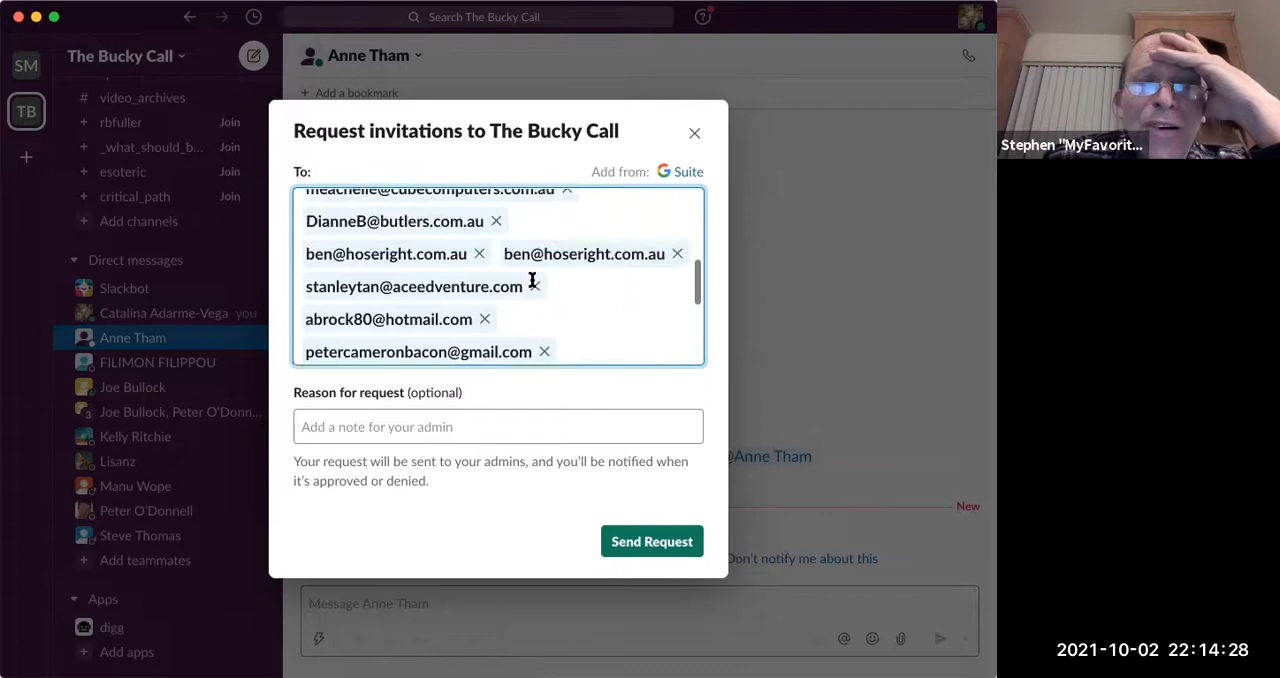 Search The Bucky Call
SM
TB
The Bucky Call
# video_archives
rbfuller Join
_what_should_b... Join
esoteric Join
critical_path Join
Add channels
Direct messages
Slackbot
Catalina Adarme-Vega you
Anne Tham
FILIMON FILIPPOU
Joe Bullock
3 Joe Bullock, Peter O'Donn...
Kelly Ritchie
Lisanz
Manu Wope
Peter O'Donnell
Steve Thomas
Add teammates
Apps
digg
Add apps
Anne Tham
+ Add a bookmark
Request invitations to The Bucky Call
To: Add from: G Suite
meachelle@cubecomputers.com.au
DianneB@butlers.com.au
ben@hoseright.com.au ben@hoseright.com.au
stanleytan@aceedventure.com
abrock80@hotmail.com
petercameronbacon@gmail.com
Reason for request (optional)
Add a note for your admin
Your request will be sent to your admins, and you'll be notified when
it's approved or denied.
Send Request
@Anne Tham
New
Don't notify me about this
Message Anne Tham
Stephen "MyFavorit...
2021-10-02 22:14:28